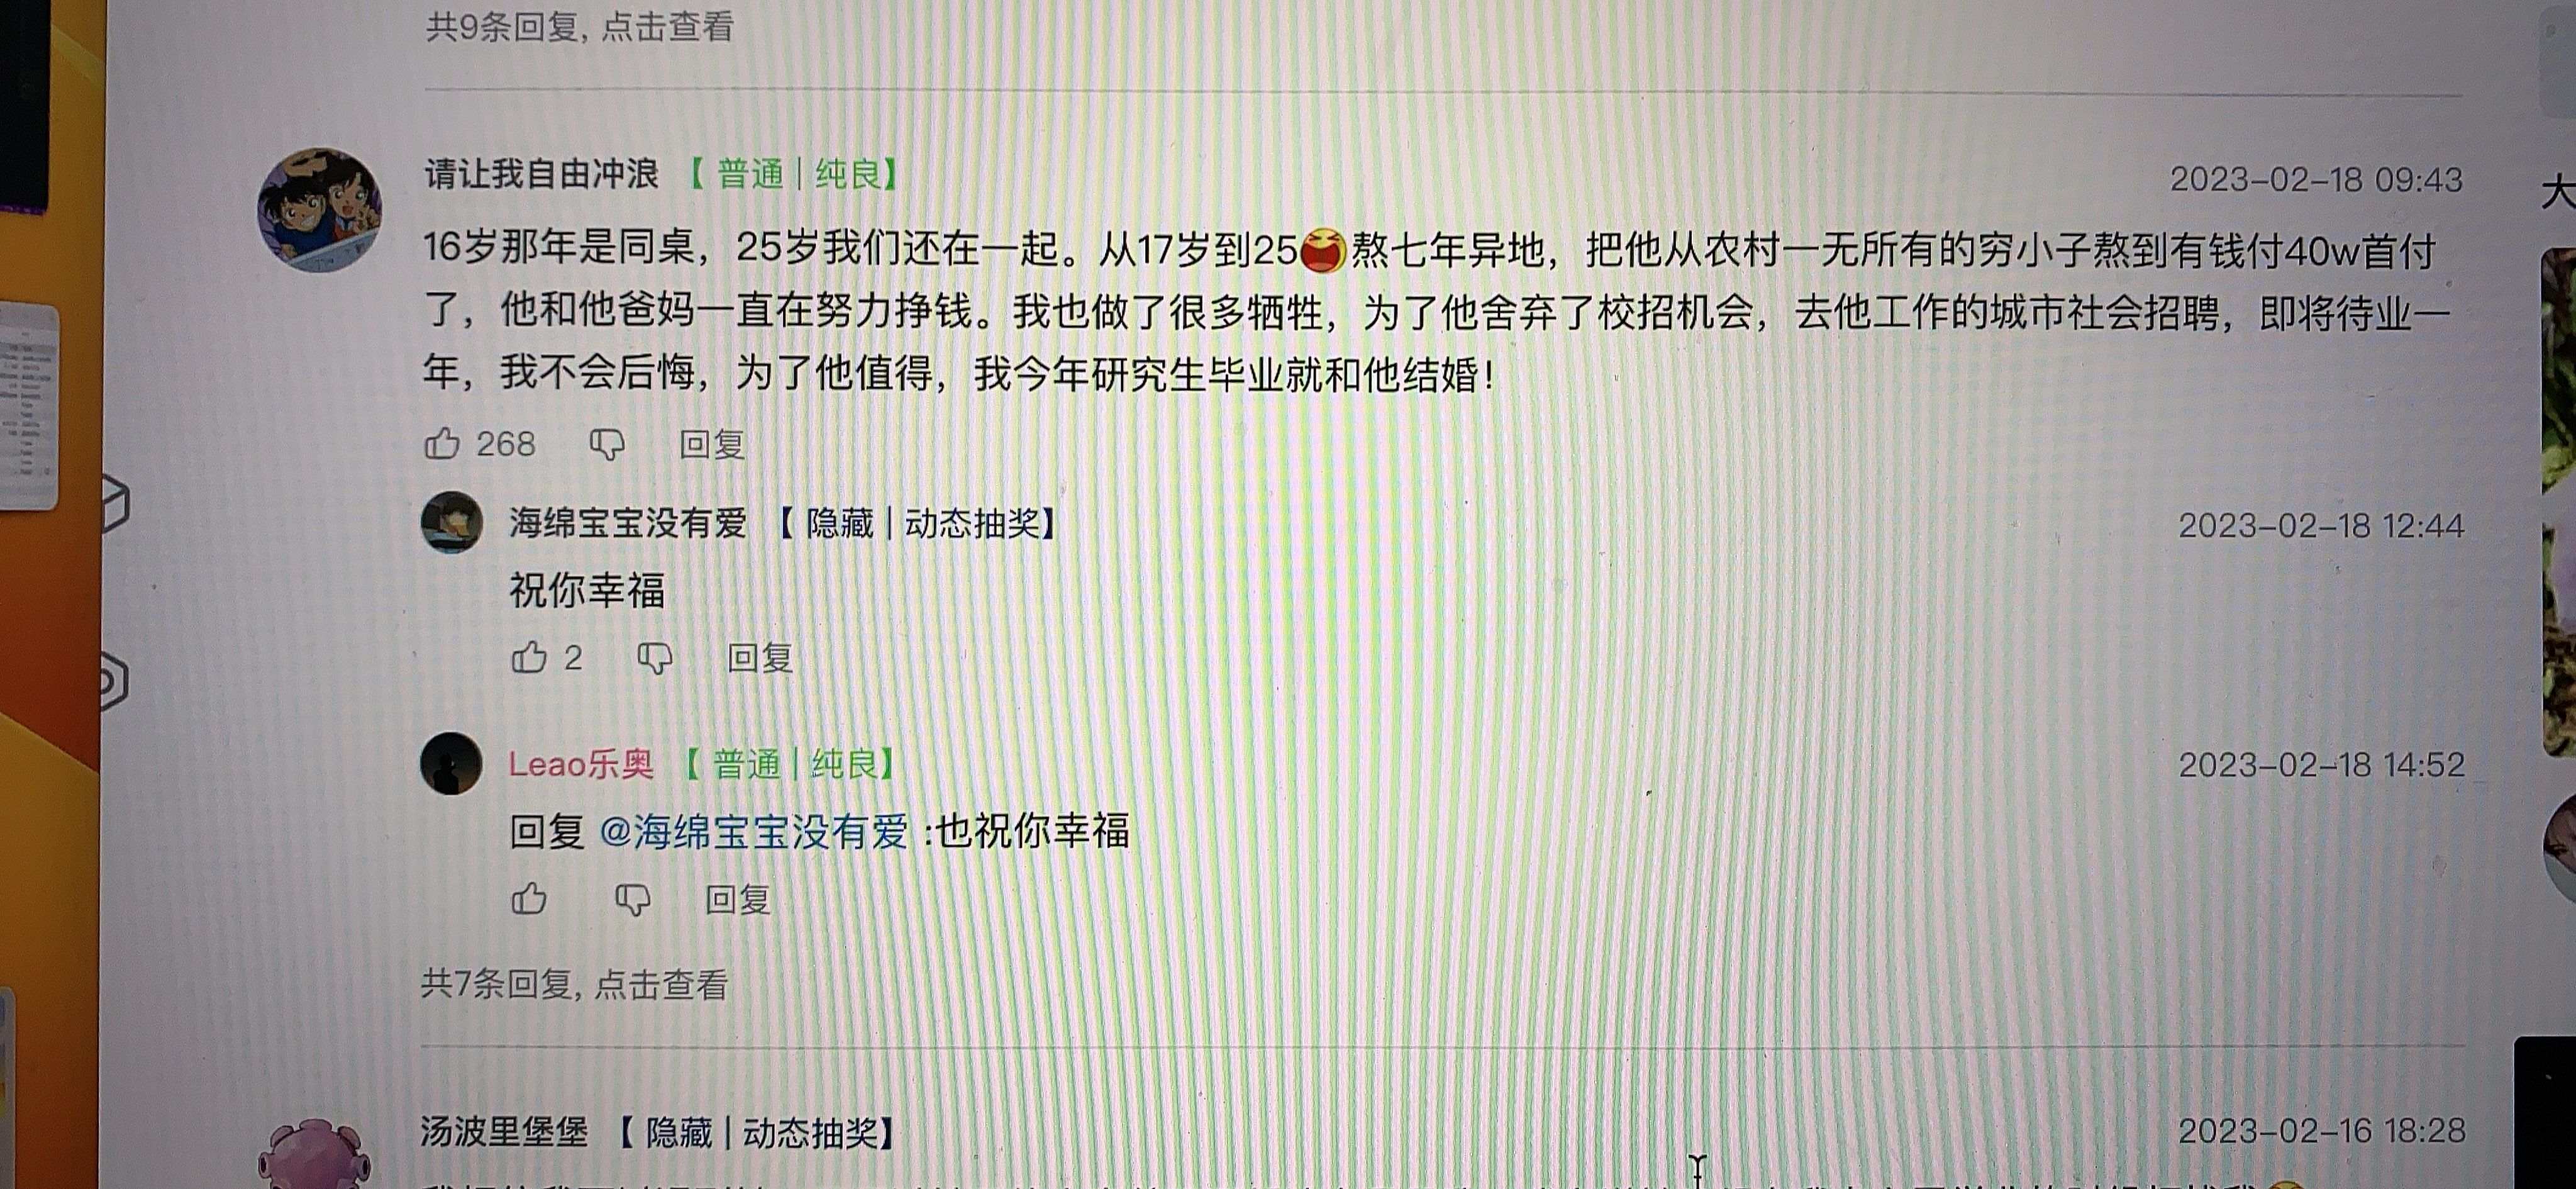 共9条回复, 点击查看
请让我自由冲浪 【 普通 | 纯良】 2023-02-18 09:43
16岁那年是同桌，25岁我们还在一起。从17岁到25熬七年异地，把他从农村一无所有的穷小子熬到有钱付40w首付
了，他和他爸妈一直在努力挣钱。我也做了很多牺牲，为了他舍弃了校招机会，去他工作的城市社会招聘，即将待业一
年，我不会后悔，为了他值得，我今年研究生毕业就和他结婚！
268 回复
海绵宝宝没有爱 【 隐藏 | 动态抽奖】 2023-02-18 12:44
祝你幸福
2 回复
Leao乐奥 【 普通 | 纯良】 2023-02-18 14:52
回复 @海绵宝宝没有爱 :也祝你幸福
回复
共7条回复, 点击查看
汤波里堡堡 【 隐藏 | 动态抽奖】 2023-02-16 18:28
大